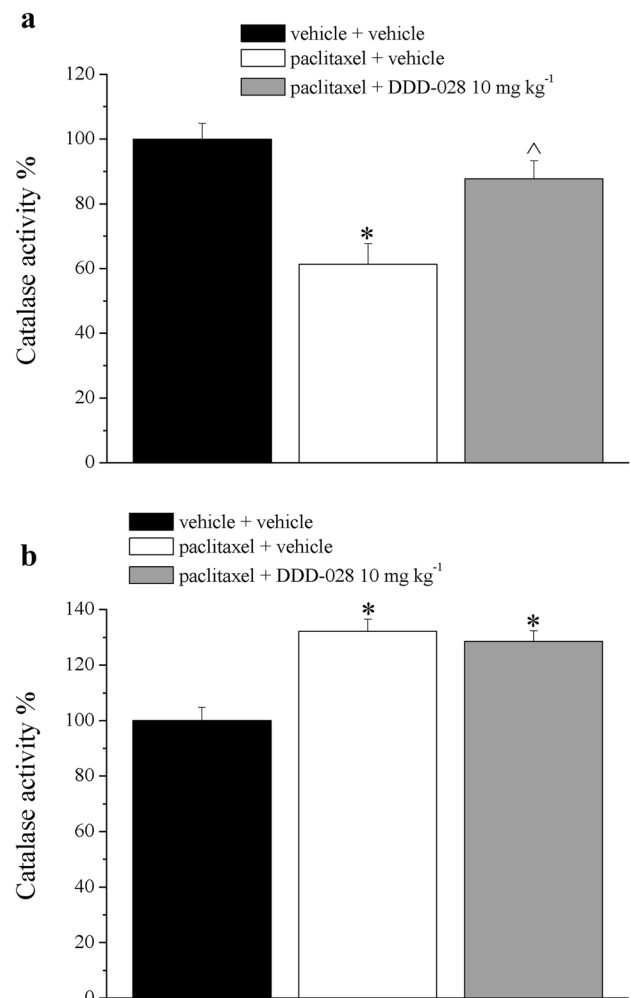 a
vehicle + vehicle
paclitaxel + vehicle
paclitaxel + DDD-028 10 mg kg⁻¹
Catalase activity %
120
100
80
60
40
20
0
*
^
b
vehicle + vehicle
paclitaxel + vehicle
paclitaxel + DDD-028 10 mg kg⁻¹
Catalase activity %
140
120
100
80
60
40
20
0
*
*